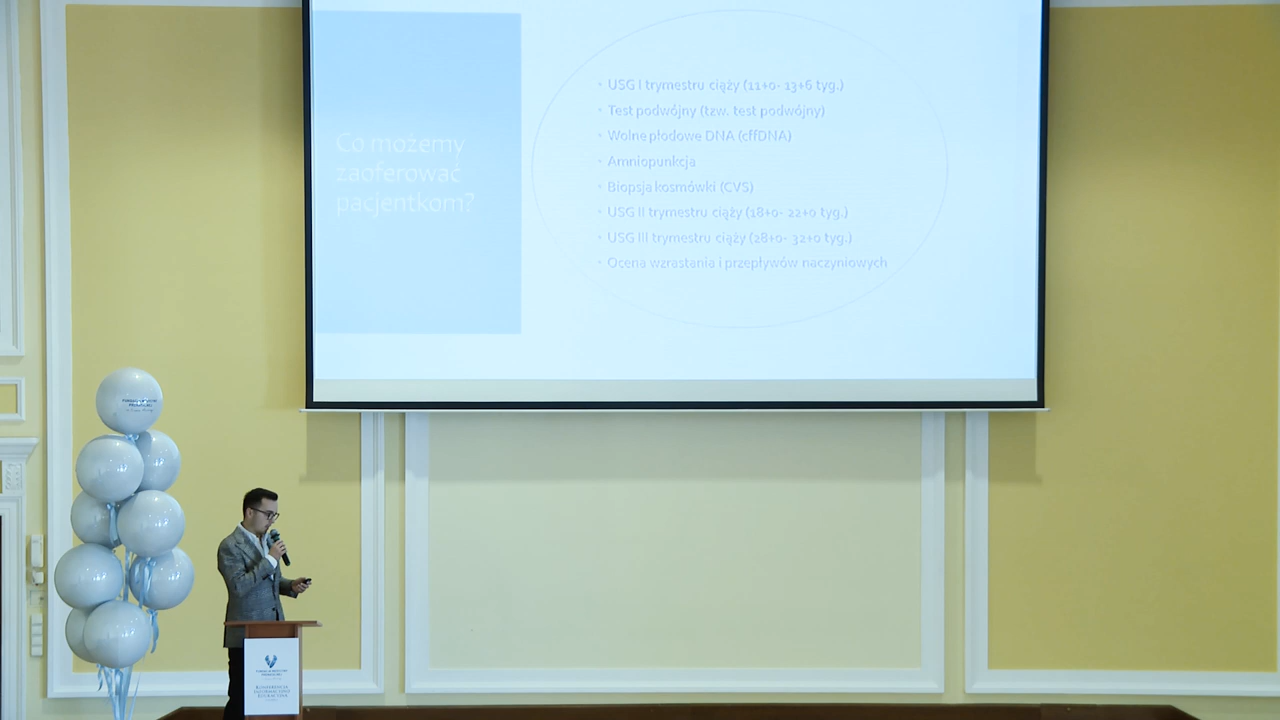 Co możemy
zaoferować
pacjentkom?
USG I trymestru ciąży (11+0- 13+6 tyg.)
Test podwójny (tzw. test podwójny)
Wolne płodowe DNA (cffDNA)
Amniopunkcja
Biopsja kosmówki (CVS)
USG II trymestru ciąży (18+0- 22+0 tyg.)
USG III trymestru ciąży (28+0- 32+0 tyg.)
Ocena wzrastania i przepływów naczyniowych
KONFERENCJA